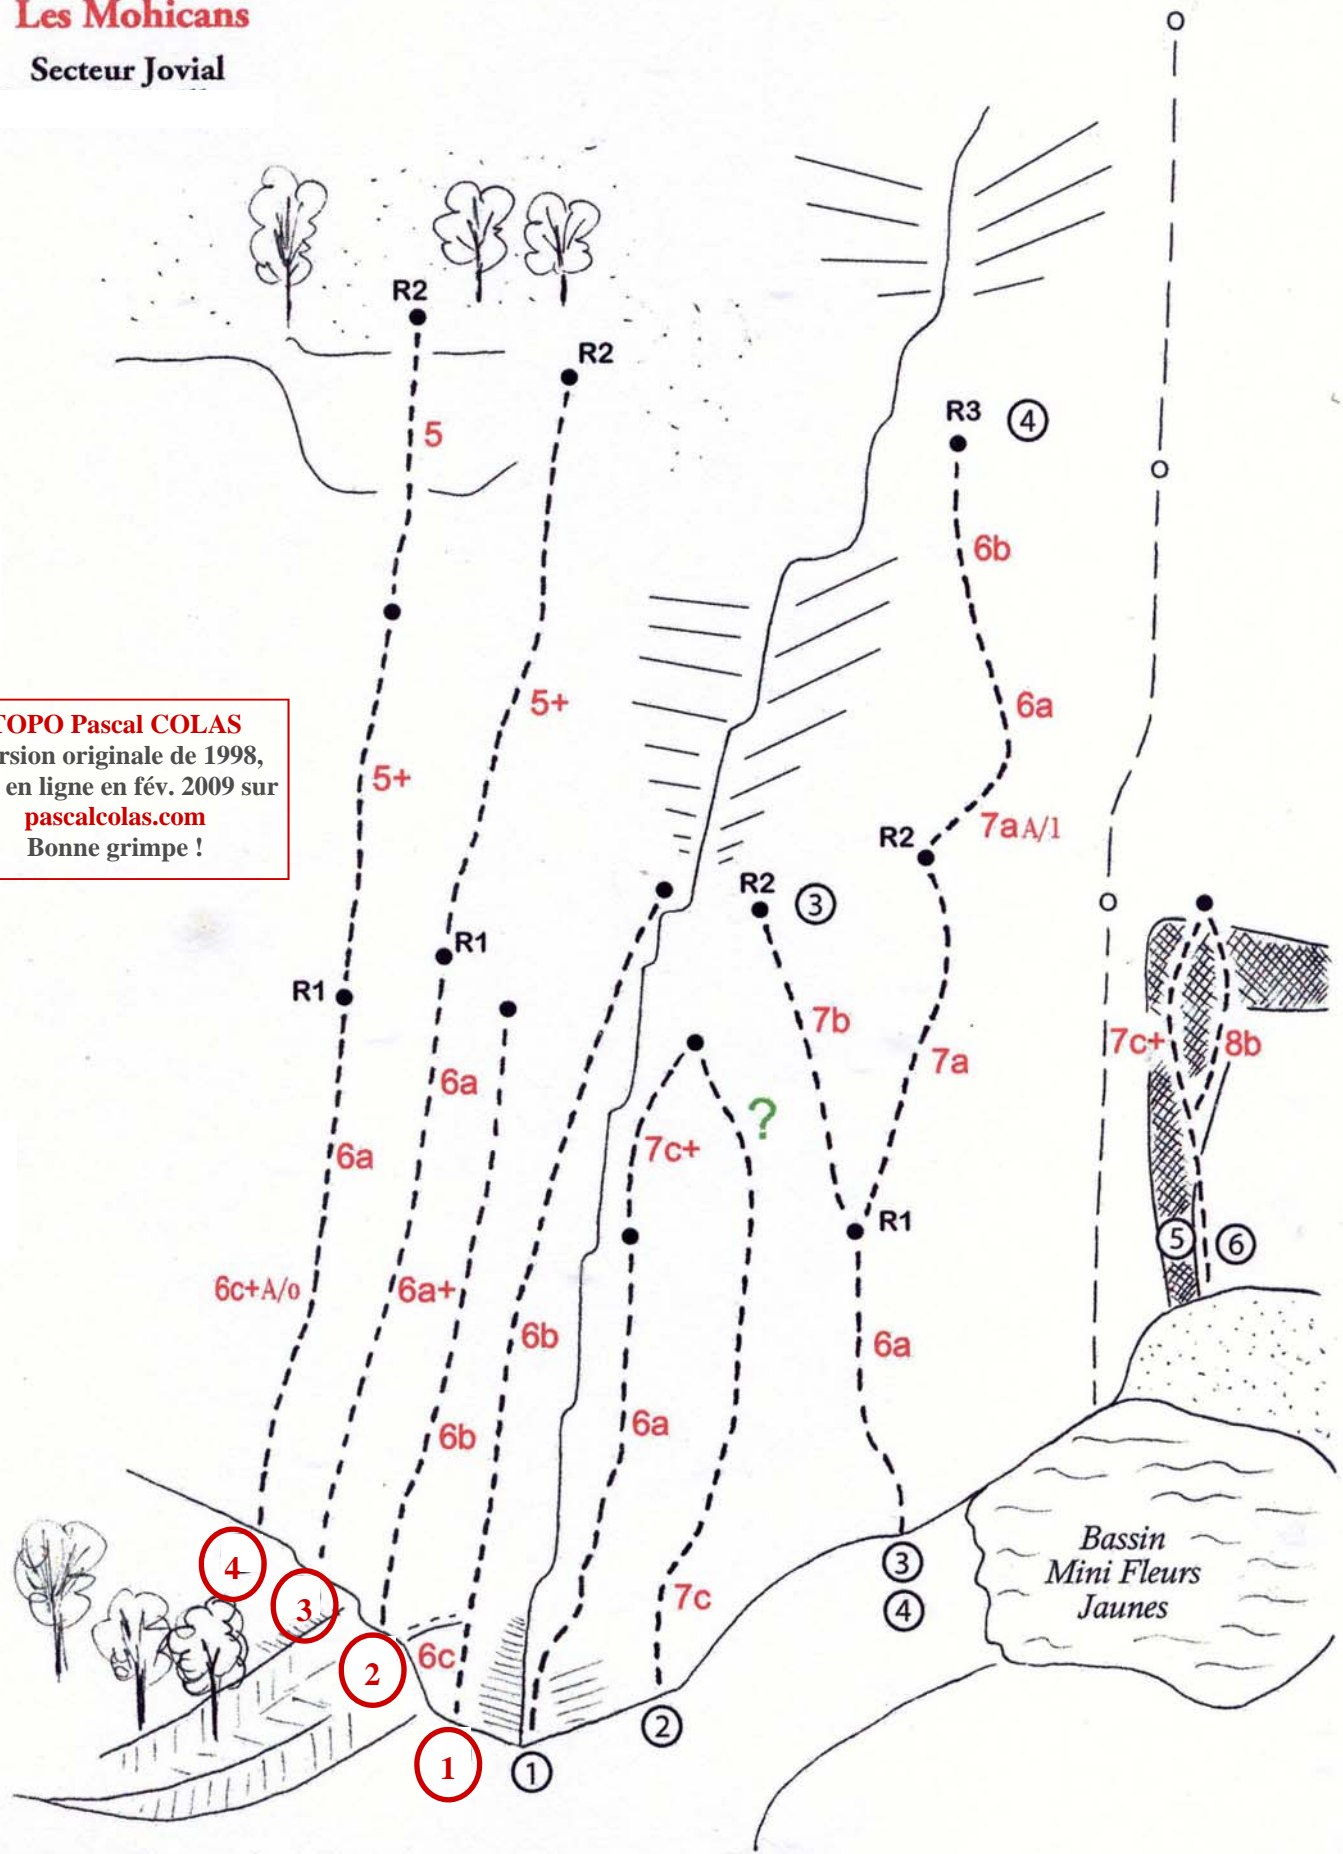 Les Mohicans
Secteur Jovial
R2
R2
5
R3 4
6b
5+
6a
TOPO Pascal COLAS
rsion originale de 1998,
en ligne en fév. 2009 sur
pascalcolas.com
Bonne grimpe !
5+
7a A/1
R2
R2 3
R1
R1
7b
7c+
8b
7a
6a
?
7c+
6a
R1
5
6
6c+A/o
6a+
6b
6a
6a
6b
Bassin
Mini Fleurs
Jaunes
4
3
3
4
7c
6c
2
2
1
1